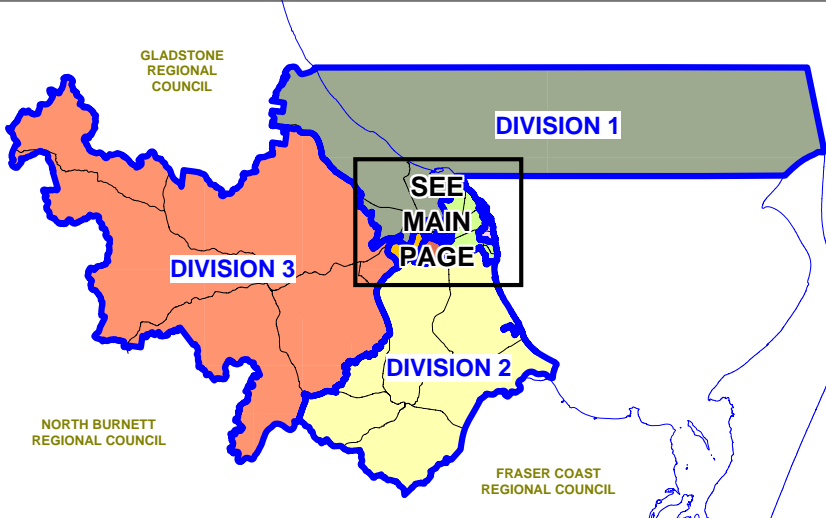 GLADSTONE
REGIONAL
COUNCIL
DIVISION 1
SEE
MAIN
PAGE
DIVISION 3
DIVISION 2
NORTH BURNETT
REGIONAL COUNCIL
FRASER COAST
REGIONAL COUNCIL